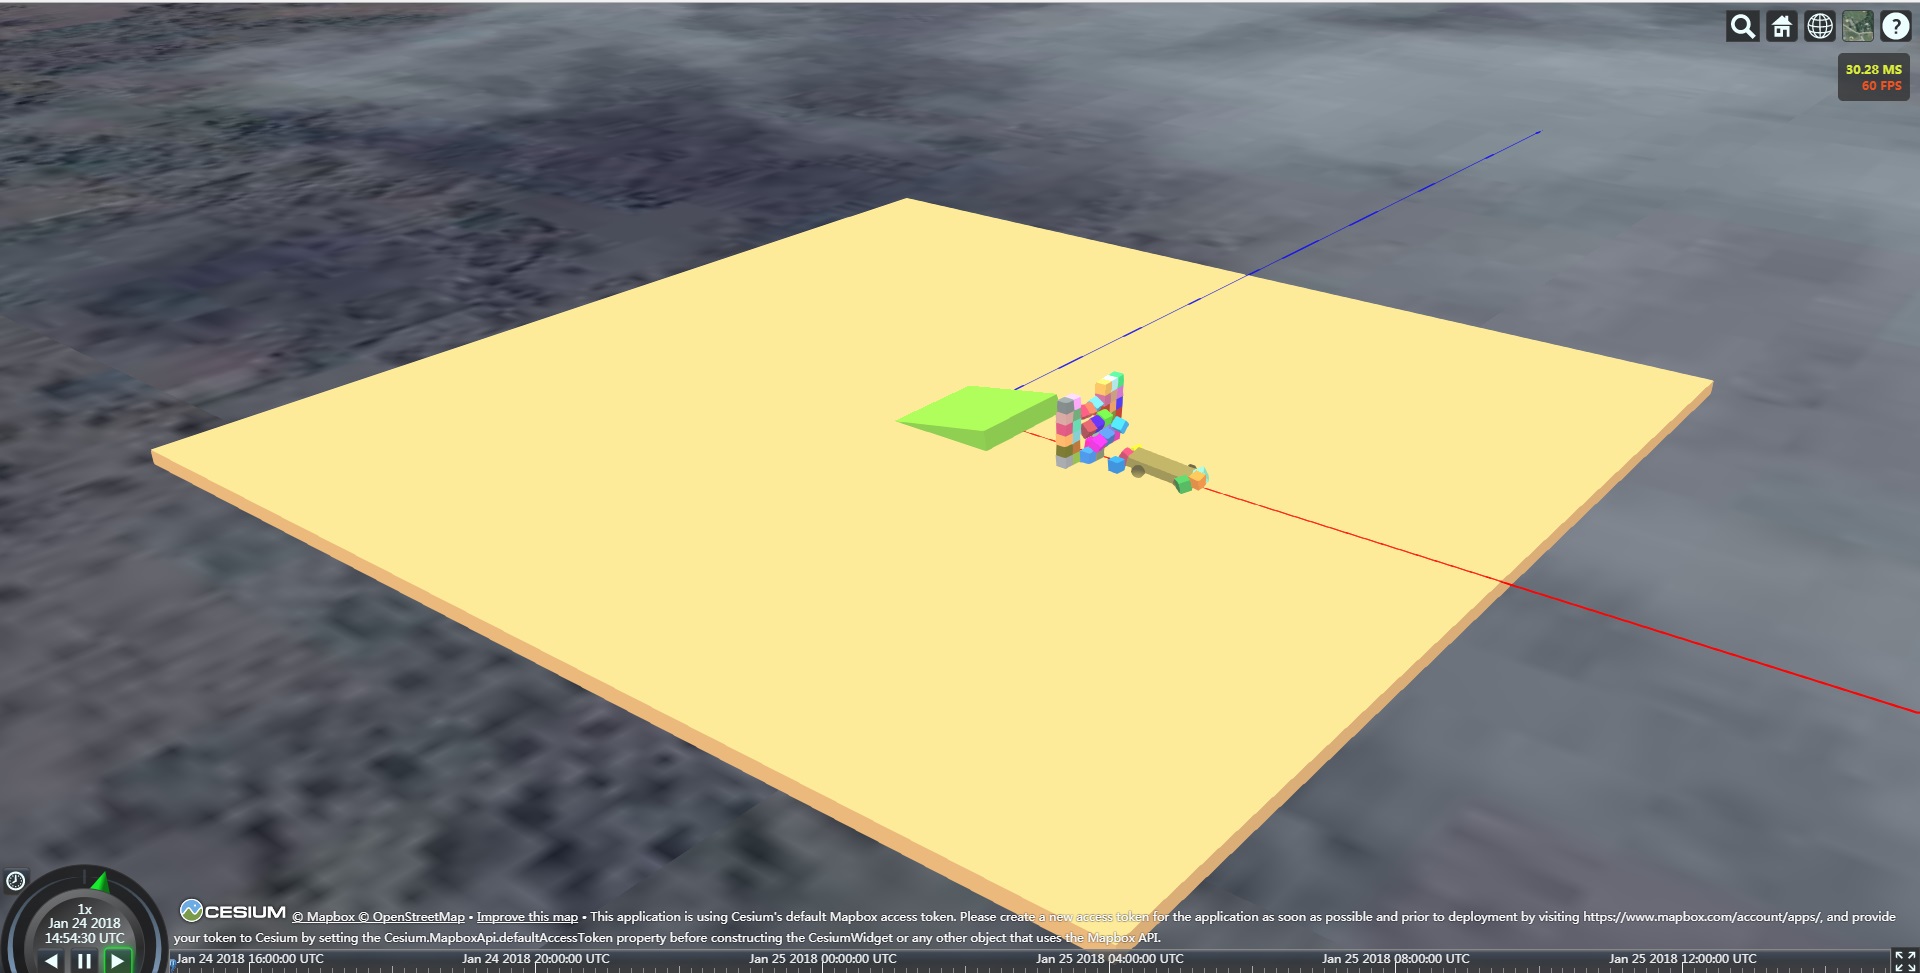 ?
30.28 MS
60 FPS
1x
Jan 24 2018
14:54:30 UTC
CESIUM © Mapbox © OpenStreetMap • Improve this map • This application is using Cesium's default Mapbox access token. Please create a new access token for the application as soon as possible and prior to deployment by visiting https://www.mapbox.com/account/apps/, and provide
your token to Cesium by setting the Cesium.MapboxApi.defaultAccessToken property before constructing the CesiumWidget or any other object that uses the Mapbox API.
Jan 24 2018 16:00:00 UTC Jan 24 2018 20:00:00 UTC Jan 25 2018 00:00:00 UTC Jan 25 2018 04:00:00 UTC Jan 25 2018 08:00:00 UTC Jan 25 2018 12:00:00 UTC